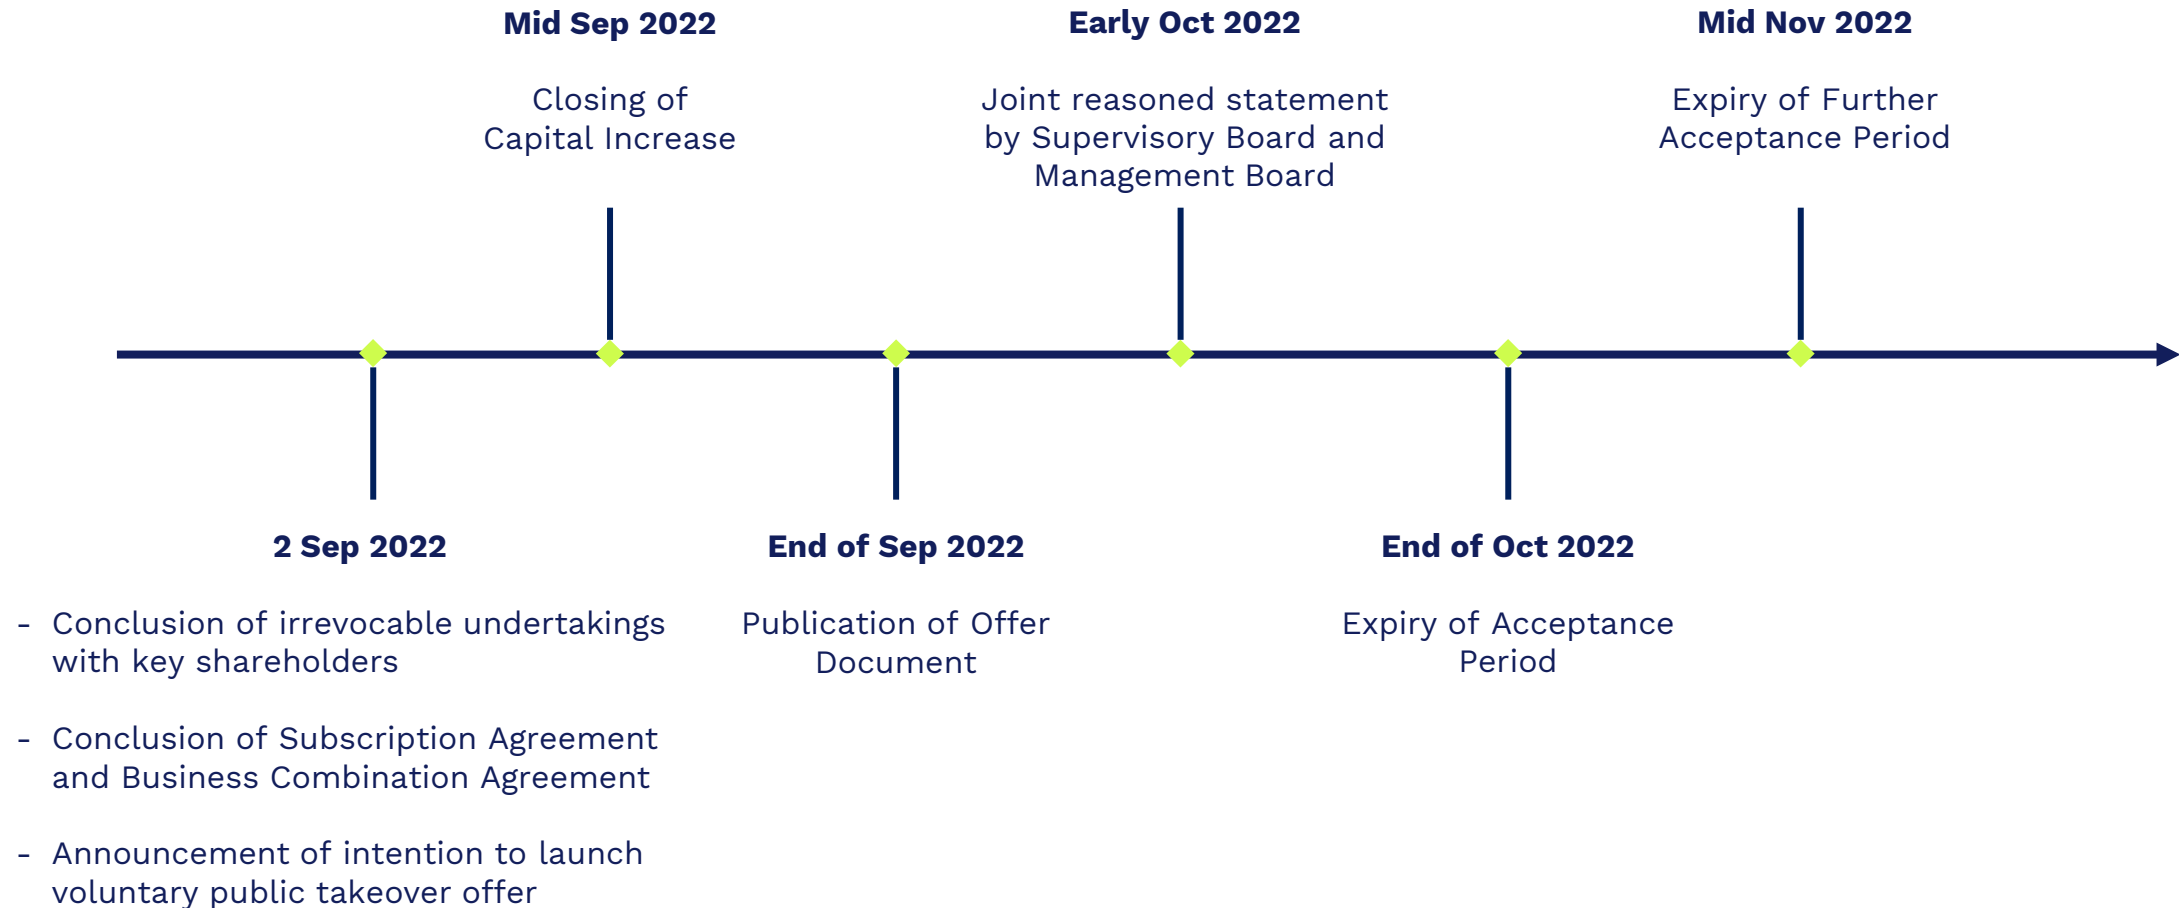 Mid Sep 2022
Closing of
Capital Increase
Early Oct 2022
Joint reasoned statement
by Supervisory Board and
Management Board
Mid Nov 2022
Expiry of Further
Acceptance Period
2 Sep 2022
- Conclusion of irrevocable undertakings
with key shareholders
- Conclusion of Subscription Agreement
and Business Combination Agreement
- Announcement of intention to launch
voluntary public takeover offer
End of Sep 2022
Publication of Offer
Document
End of Oct 2022
Expiry of Acceptance
Period